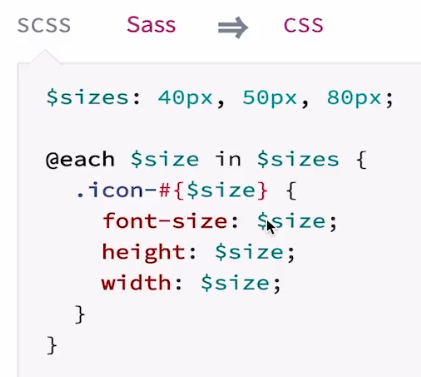 SCSS Sass ⇒ CSS
$sizes: 40px, 50px, 80px;
@each $size in $sizes {
.icon-#{$size} {
font-size: $size;
height: $size;
width: $size;
}
}